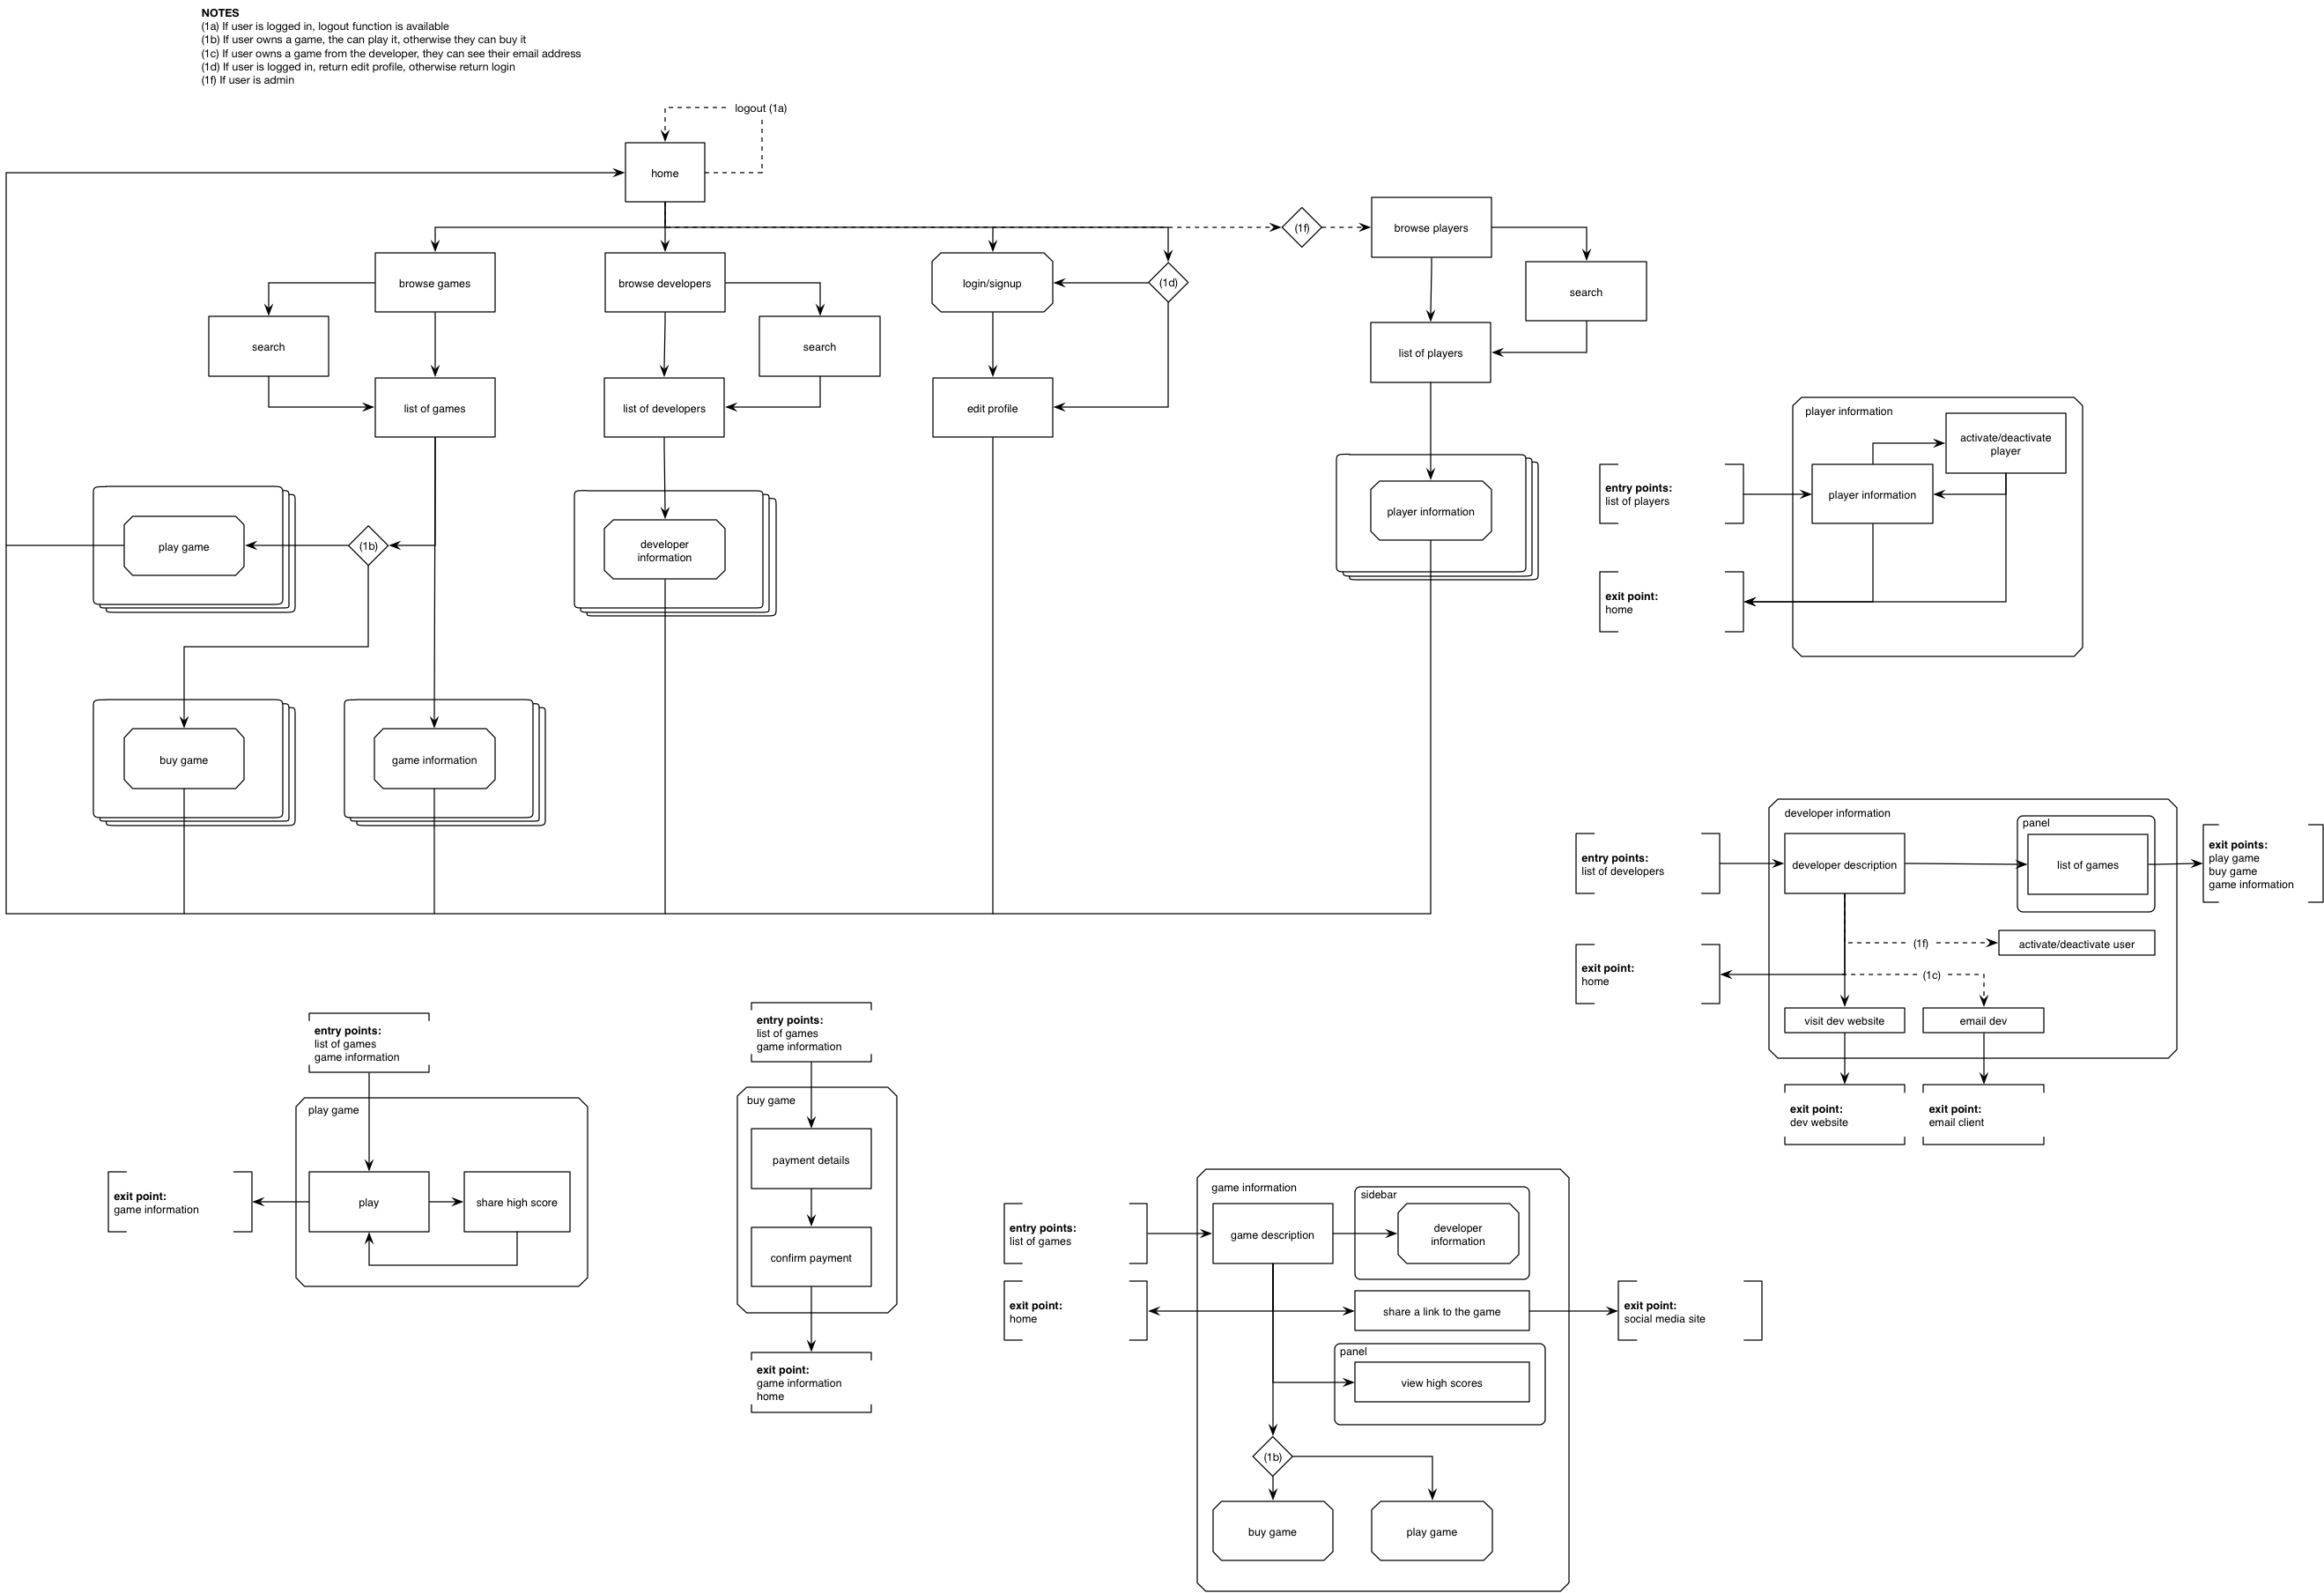 NOTES
(1a) If user is logged in, logout function is available
(1b) If user owns a game, the can play it, otherwise they can buy it
(1c) If user owns a game from the developer, they can see their email address
(1d) If user is logged in, return edit profile, otherwise return login
(1f) If user is admin
logout (1a)
home
(1f)
browse players
browse games
browse developers
login/signup
(1d)
search
search
search
list of players
list of games
list of developers
edit profile
player information
activate/deactivate
player
player information
entry points:
list of players
player information
play game
(1b)
developer
information
exit point:
home
buy game
game information
developer information
panel
developer description
list of games
entry points:
list of developers
exit points:
play game
buy game
game information
(1f)
activate/deactivate user
exit point:
home
(1c)
visit dev website
email dev
exit point:
dev website
exit point:
email client
entry points:
list of games
game information
play game
exit point:
game information
play
share high score
entry points:
list of games
game information
buy game
payment details
confirm payment
exit point:
game information
home
game information
sidebar
entry points:
list of games
game description
developer
information
exit point:
home
share a link to the game
exit point:
social media site
panel
view high scores
(1b)
buy game
play game